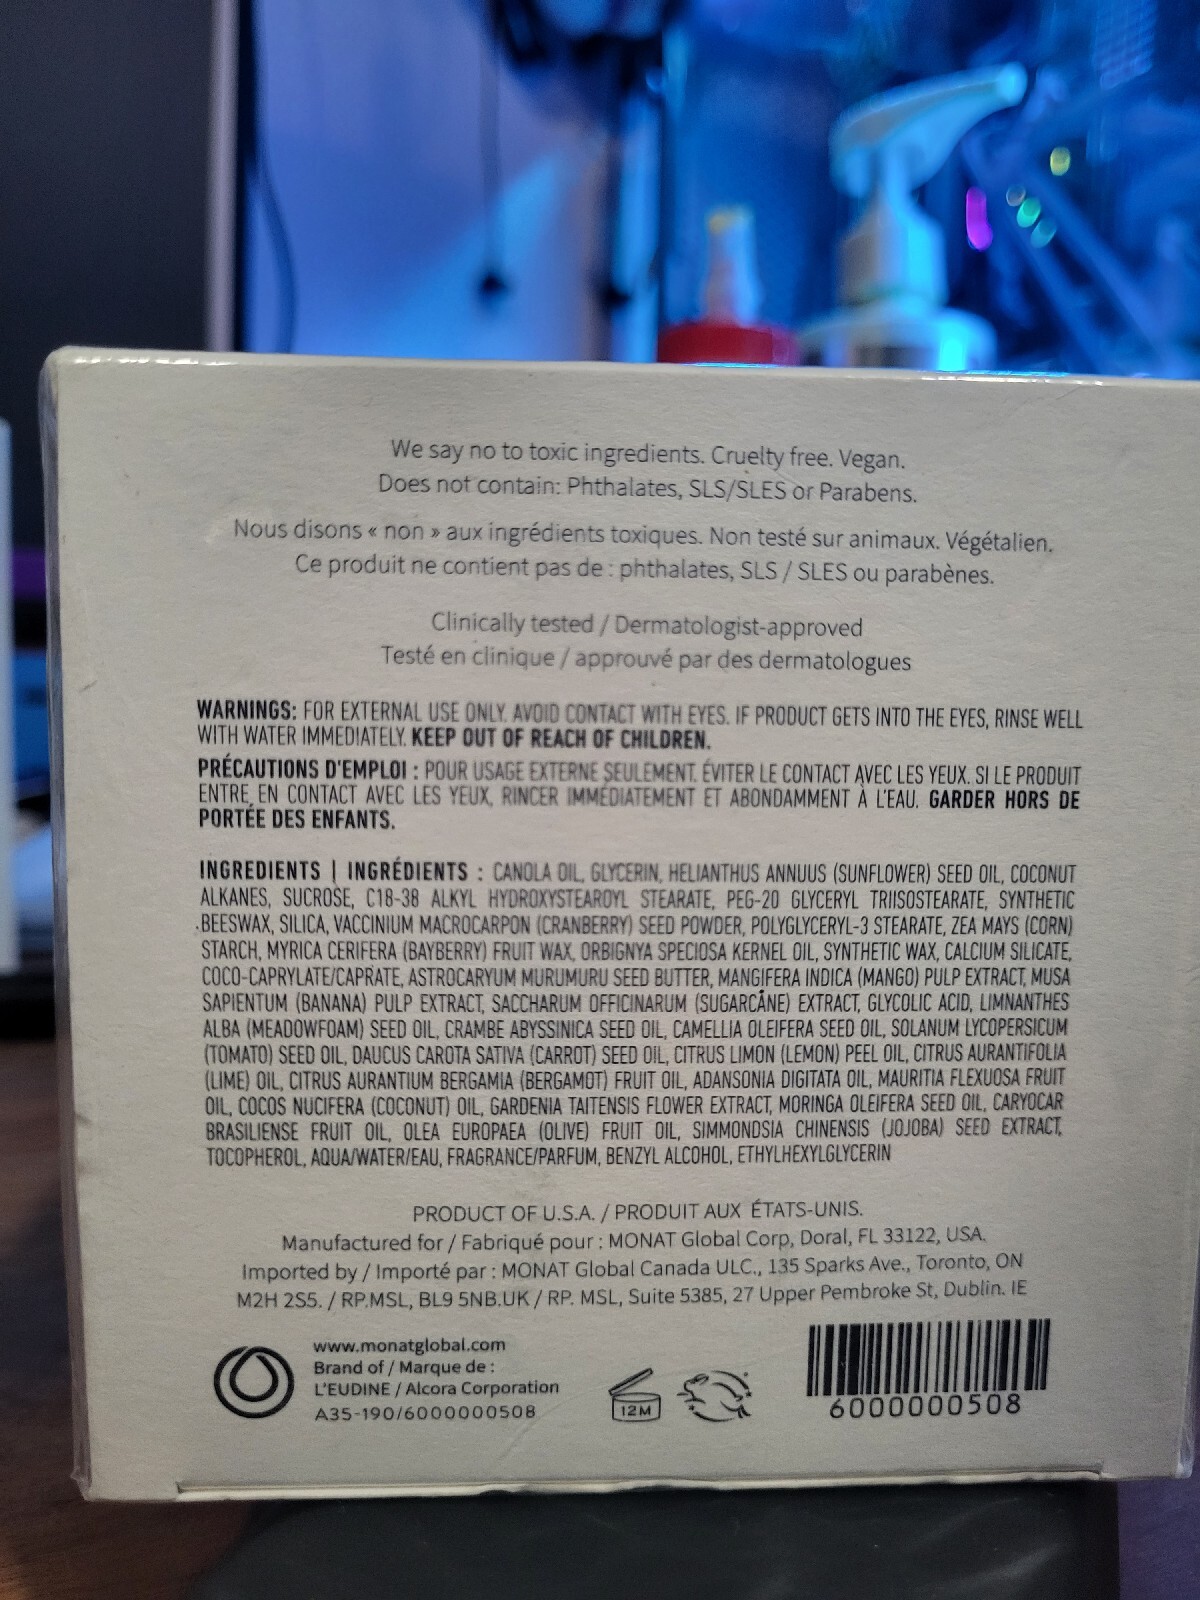 We say no to toxic ingredients. Cruelty free. Vegan.
Does not contain: Phthalates, SLS/SLES or Parabens.
Nous disons « non » aux ingrédients toxiques. Non testé sur animaux. Végétalien.
Ce produit ne contient pas de : phthalates, SLS / SLES ou parabènes.
Clinically tested / Dermatologist-approved
Testé en clinique / approuvé par des dermatologues
WARNINGS: FOR EXTERNAL USE ONLY. AVOID CONTACT WITH EYES. IF PRODUCT GETS INTO THE EYES, RINSE WELL
WITH WATER IMMEDIATELY. KEEP OUT OF REACH OF CHILDREN.
PRÉCAUTIONS D'EMPLOI : POUR USAGE EXTERNE SEULEMENT. ÉVITER LE CONTACT AVEC LES YEUX. SI LE PRODUIT
ENTRE EN CONTACT AVEC LES YEUX, RINCER IMMÉDIATEMENT ET ABONDAMMENT À L'EAU. GARDER HORS DE
PORTÉE DES ENFANTS.
INGREDIENTS | INGRÉDIENTS : CANOLA OIL, GLYCERIN, HELIANTHUS ANNUUS (SUNFLOWER) SEED OIL, COCONUT
ALKANES, SUCROSE, C18-38 ALKYL HYDROXYSTEAROYL STEARATE, PEG-20 GLYCERYL TRIISOSTEARATE, SYNTHETIC
BEESWAX, SILICA, VACCINIUM MACROCARPON (CRANBERRY) SEED POWDER, POLYGLYCERYL-3 STEARATE, ZEA MAYS (CORN)
STARCH, MYRICA CERIFERA (BAYBERRY) FRUIT WAX, ORBIGNYA SPECIOSA KERNEL OIL, SYNTHETIC WAX, CALCIUM SILICATE,
COCO-CAPRYLATE/CAPRATE, ASTROCARYUM MURUMURU SEED BUTTER, MANGIFERA INDICA (MANGO) PULP EXTRACT, MUSA
SAPIENTUM (BANANA) PULP EXTRACT, SACCHARUM OFFICINARUM (SUGARCANE) EXTRACT, GLYCOLIC ACID, LIMNANTHES
ALBA (MEADOWFOAM) SEED OIL, CRAMBE ABYSSINICA SEED OIL, CAMELLIA OLEIFERA SEED OIL, SOLANUM LYCOPERSICUM
(TOMATO) SEED OIL, DAUCUS CAROTA SATIVA (CARROT) SEED OIL, CITRUS LIMON (LEMON) PEEL OIL, CITRUS AURANTIFOLIA
(LIME) OIL, CITRUS AURANTIUM BERGAMIA (BERGAMOT) FRUIT OIL, ADANSONIA DIGITATA OIL, MAURITIA FLEXUOSA FRUIT
OIL, COCOS NUCIFERA (COCONUT) OIL, GARDENIA TAITENSIS FLOWER EXTRACT, MORINGA OLEIFERA SEED OIL, CARYOCAR
BRASILIENSE FRUIT OIL, OLEA EUROPAEA (OLIVE) FRUIT OIL, SIMMONDSIA CHINENSIS (JOJOBA) SEED EXTRACT,
TOCOPHEROL, AQUA/WATER/EAU, FRAGRANCE/PARFUM, BENZYL ALCOHOL, ETHYLHEXYLGLYCERIN
PRODUCT OF U.S.A. / PRODUIT AUX ÉTATS-UNIS.
Manufactured for / Fabriqué pour : MONAT Global Corp, Doral, FL 33122, USA.
Imported by / Importé par : MONAT Global Canada ULC., 135 Sparks Ave., Toronto, ON
M2H 2S5. / RP.MSL, BL9 5NB.UK / RP. MSL, Suite 5385, 27 Upper Pembroke St, Dublin. IE
www.monatglobal.com
Brand of / Marque de :
L'EUDINE / Alcora Corporation
A35-190/6000000508
12M
6000000508